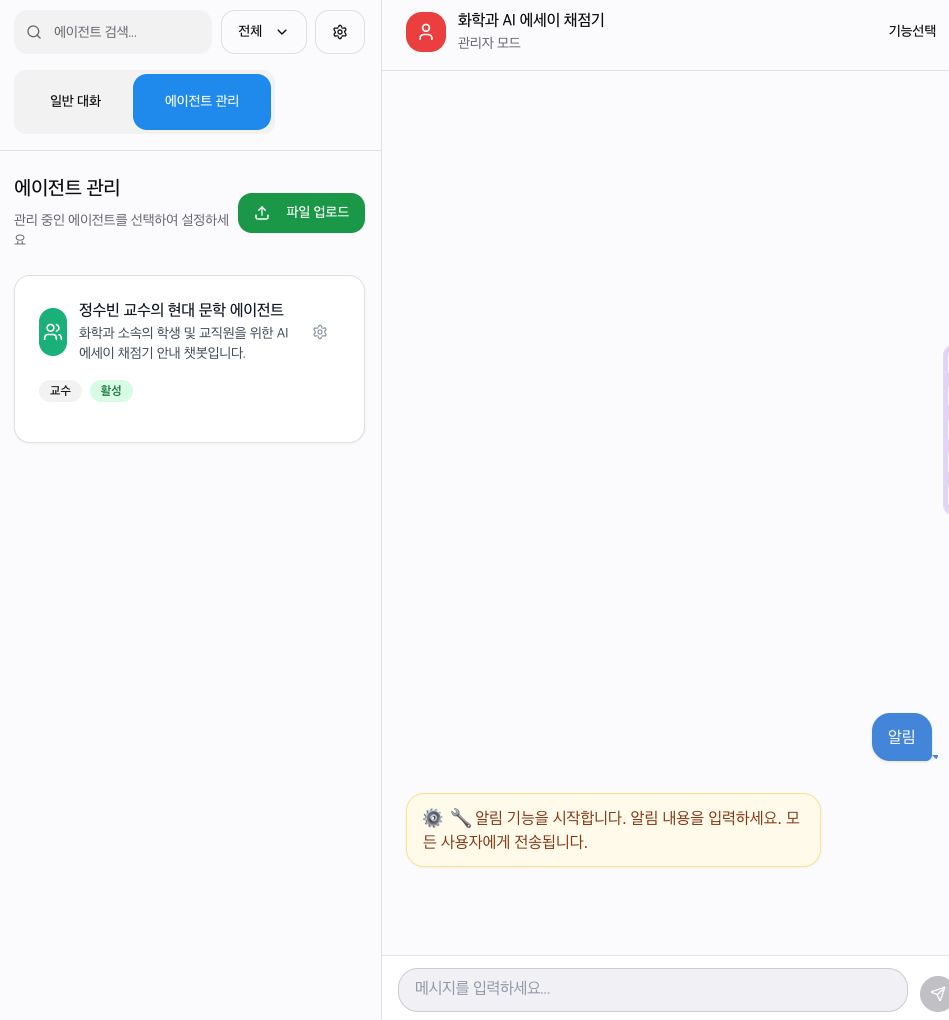 에이전트 검색...
전체
일반 대화
에이전트 관리
에이전트 관리
관리 중인 에이전트를 선택하여 설정하세
요
파일 업로드
정수빈 교수의 현대 문학 에이전트
화학과 소속의 학생 및 교직원을 위한 AI
에세이 채점기 안내 챗봇입니다.
교수
활성
화학과 AI 에세이 채점기
관리자 모드
기능선택
알림
알림 기능을 시작합니다. 알림 내용을 입력하세요. 모
든 사용자에게 전송됩니다.
메시지를 입력하세요...